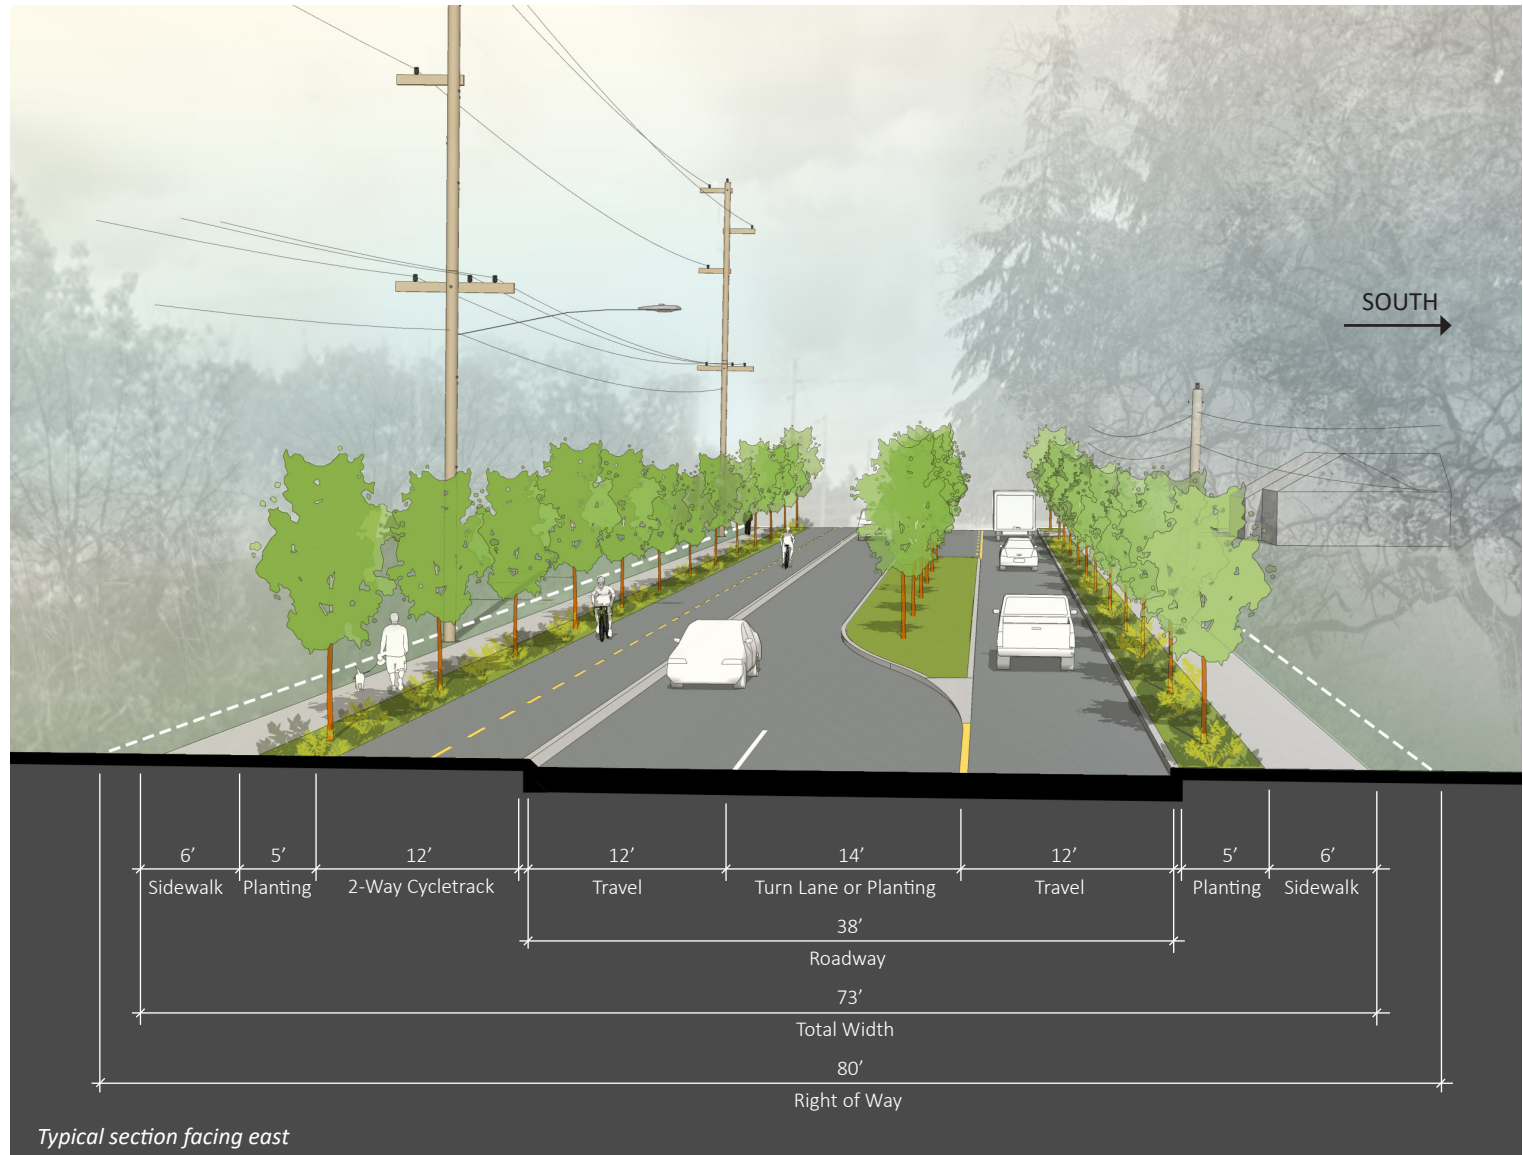 SOUTH
6’ 5’ 12’ 12’ 14’ 12’ 5’ 6’
Sidewalk Planting 2-Way Cycletrack Travel Turn Lane or Planting Travel Planting Sidewalk
38’
Roadway
73’
Total Width
80’
Right of Way
Typical section facing east